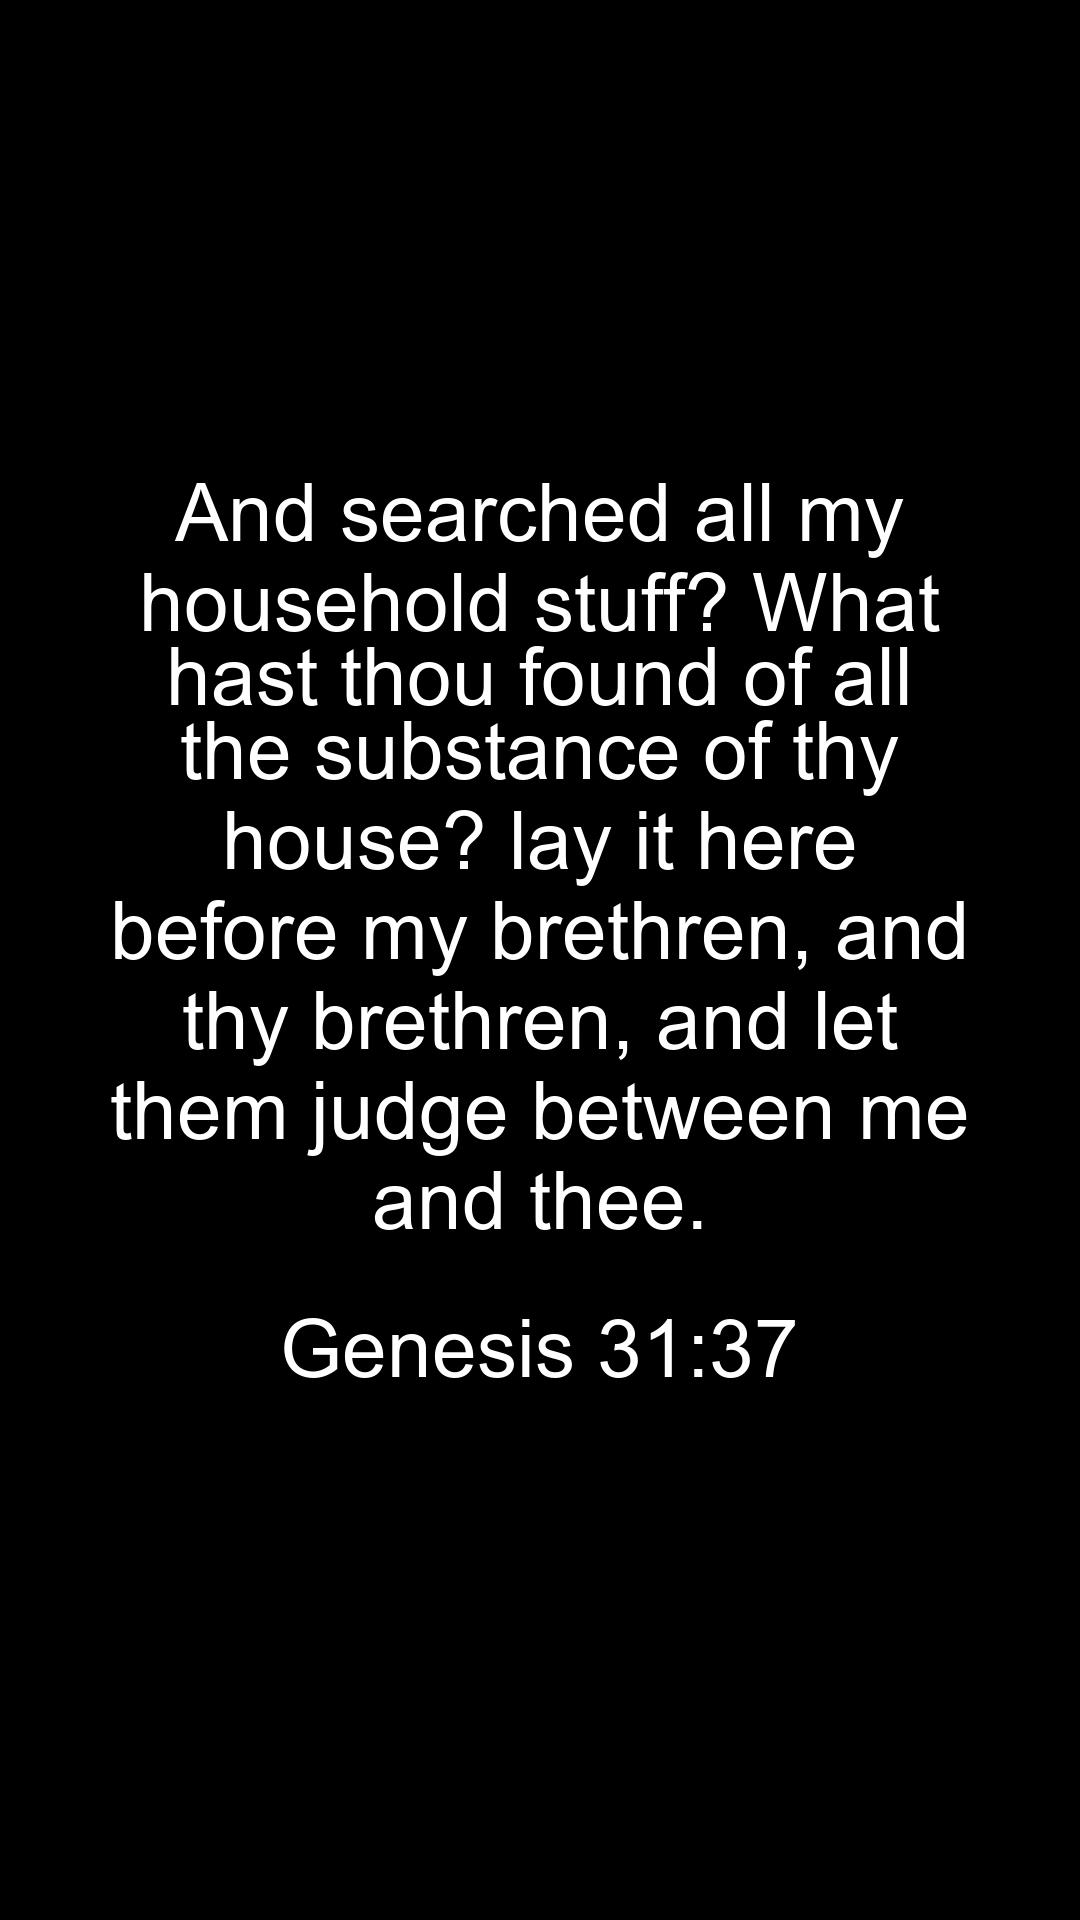 And searched all my
household stuff? What
hast thou found of all
the substance of thy
house? lay it here
before my brethren, and
thy brethren, and let
them judge between me
and thee.
Genesis 31:37